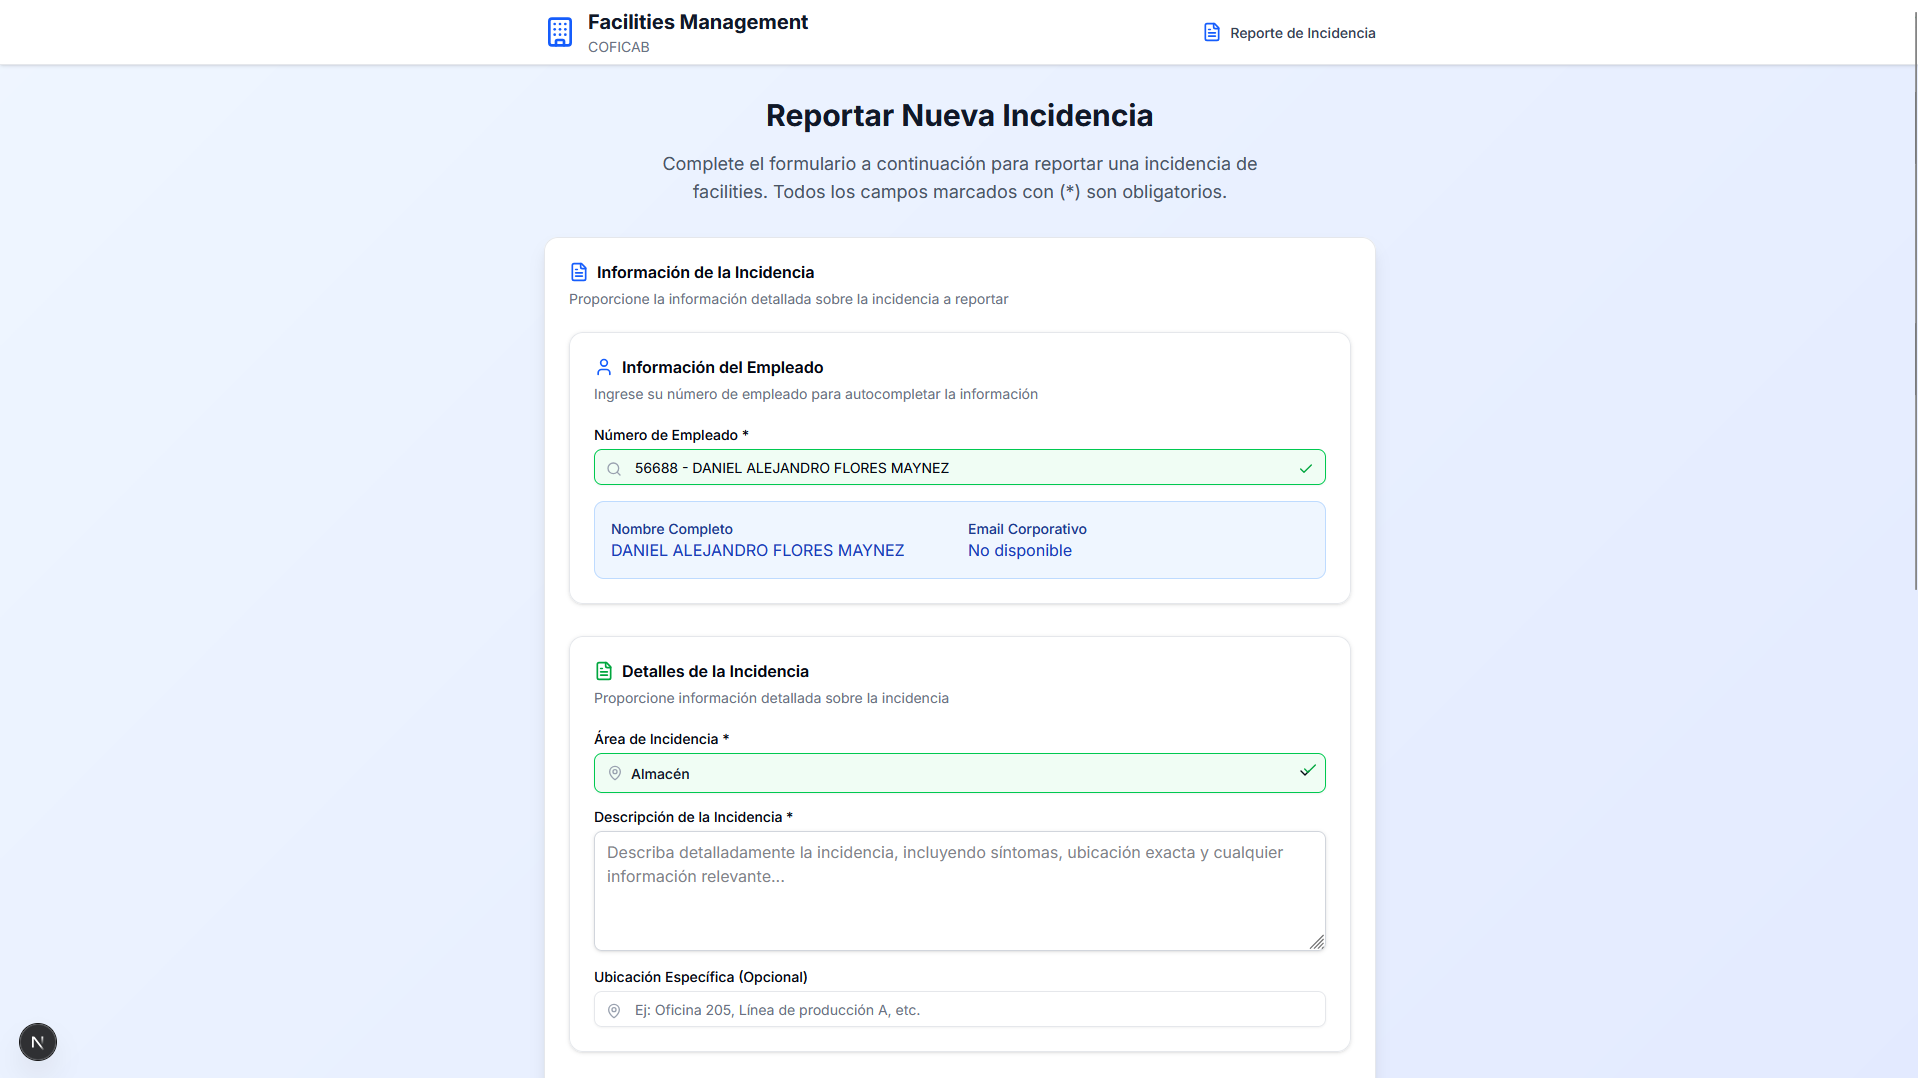 Facilities Management
COFICAB
Reporte de Incidencia
Reportar Nueva Incidencia
Complete el formulario a continuación para reportar una incidencia de
facilities. Todos los campos marcados con (*) son obligatorios.
Información de la Incidencia
Proporcione la información detallada sobre la incidencia a reportar
Información del Empleado
Ingrese su número de empleado para autocompletar la información
Número de Empleado *
56688 - DANIEL ALEJANDRO FLORES MAYNEZ
Nombre Completo
DANIEL ALEJANDRO FLORES MAYNEZ
Email Corporativo
No disponible
Detalles de la Incidencia
Proporcione información detallada sobre la incidencia
Área de Incidencia *
Almacén
Descripción de la Incidencia *
Describa detalladamente la incidencia, incluyendo síntomas, ubicación exacta y cualquier
información relevante...
Ubicación Específica (Opcional)
Ej: Oficina 205, Línea de producción A, etc.
N